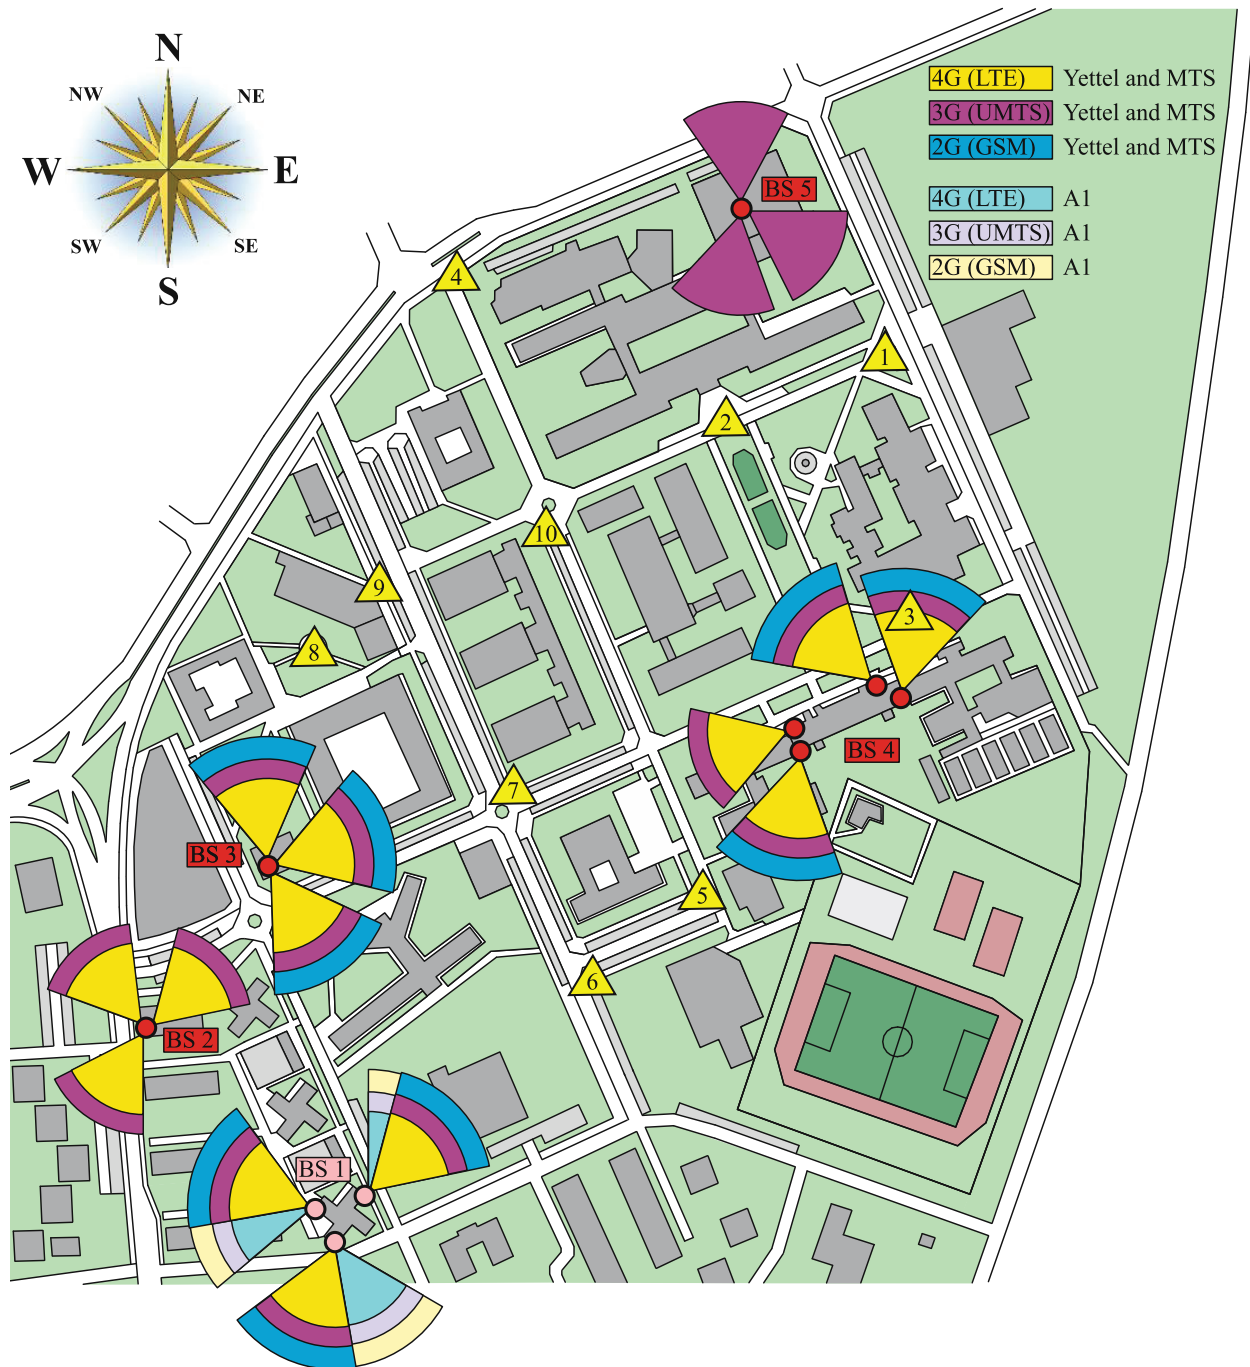 N
NW
NE
W
E
SW
SE
S
4G (LTE) Yettel and MTS
3G (UMTS) Yettel and MTS
2G (GSM) Yettel and MTS
4G (LTE) A1
3G (UMTS) A1
2G (GSM) A1
BS 5
4
1
2
10
9
3
8
BS 4
7
BS 3
5
6
BS 2
BS 1